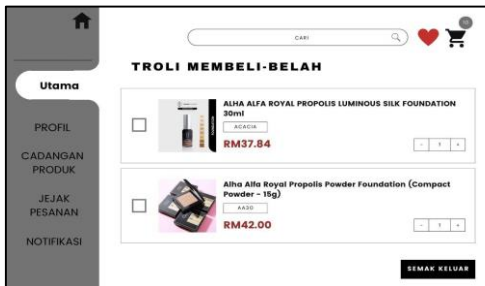 CARI
Utama
PROFIL
CADANGAN
PRODUK
JEJAK
PESANAN
NOTIFIKASI
TROLI MEMBELI-BELAH
ALHA ALFA ROYAL PROPOLIS LUMINOUS SILK FOUNDATION
30ml
ACACIA
RM37.84
- 1 +
Alha Alfa Royal Propolis Powder Foundation (Compact
Powder - 15g)
RM42.00
- 1 +
SEMAK KELUAR